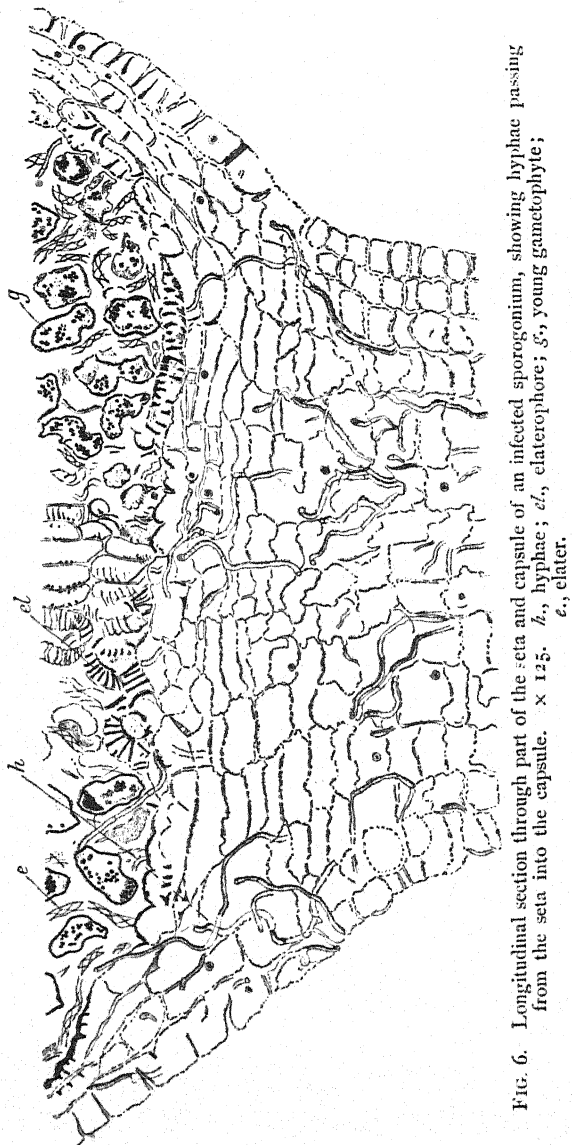 e
h
el
g
FIG. 6. Longitudinal section through part of the seta and capsule of an infected sporogonium, showing hyphae passing
from the seta into the capsule. × 125. h., hyphae; el., elaterophore; g., young gametophyte;
e., elater.